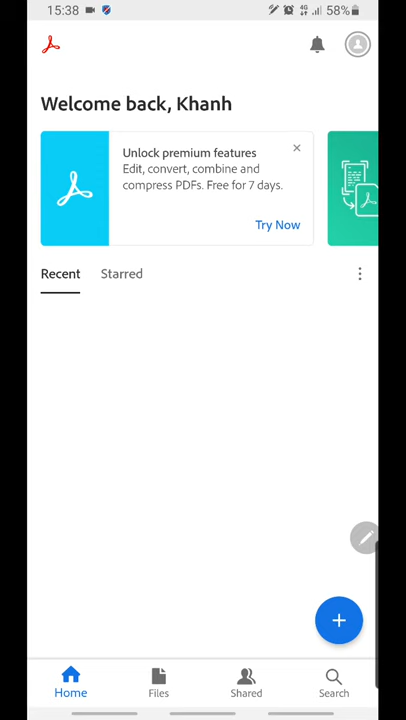 15:38
4G
58%
Welcome back, Khanh
Unlock premium features
Edit, convert, combine and
compress PDFs. Free for 7 days.
Try Now
Recent
Starred
Home
Files
Shared
Search